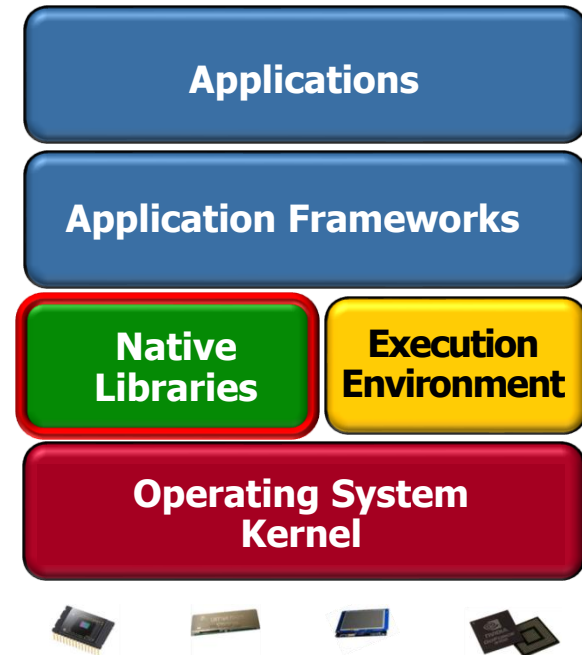 Applications
Application Frameworks
Native
Libraries
Execution
Environment
Operating System
Kernel